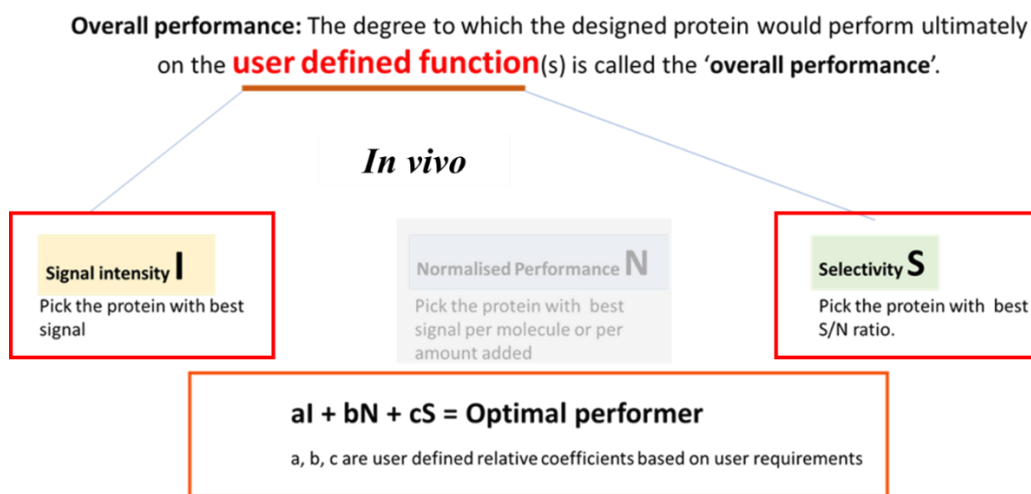 Overall performance: The degree to which the designed protein would perform ultimately
on the user defined function(s) is called the ‘overall performance’.
In vivo
Signal intensity I
Pick the protein with best
signal
Normalised Performance N
Pick the protein with best
signal per molecule or per
amount added
Selectivity S
Pick the protein with best
S/N ratio.
aI + bN + cS = Optimal performer
a, b, c are user defined relative coefficients based on user requirements